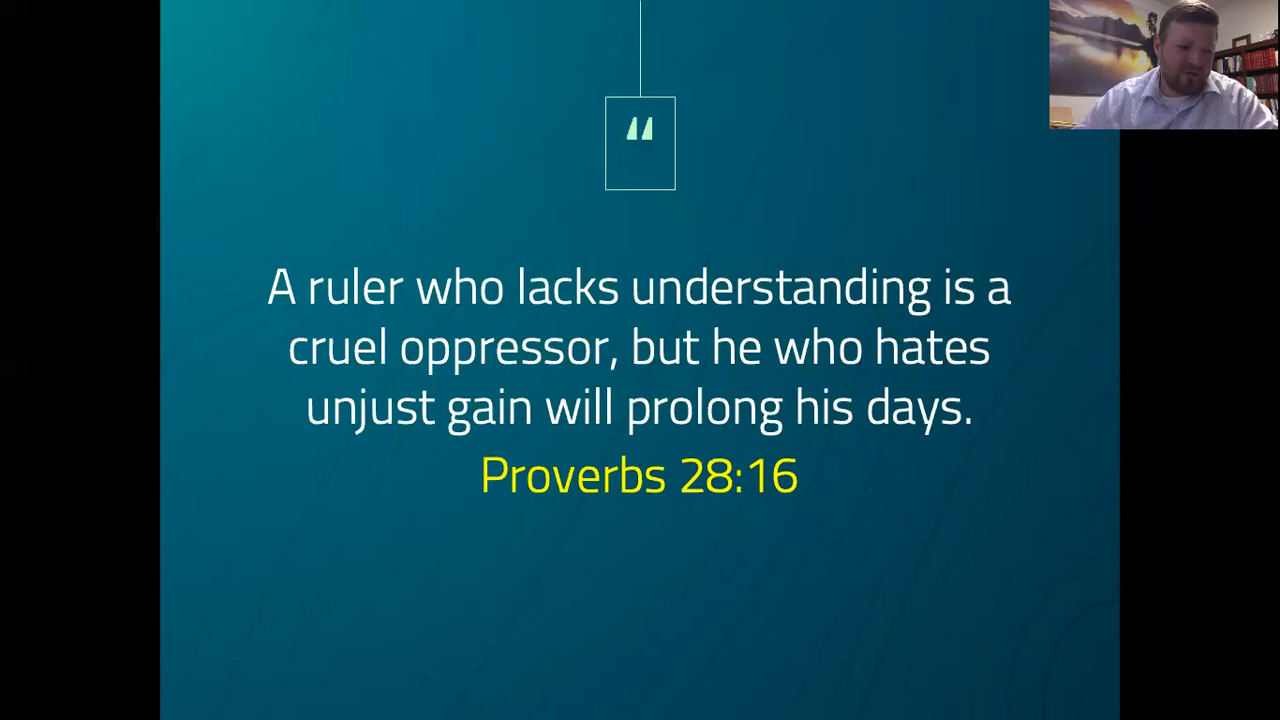 “
A ruler who lacks understanding is a
cruel oppressor, but he who hates
unjust gain will prolong his days.
Proverbs 28:16